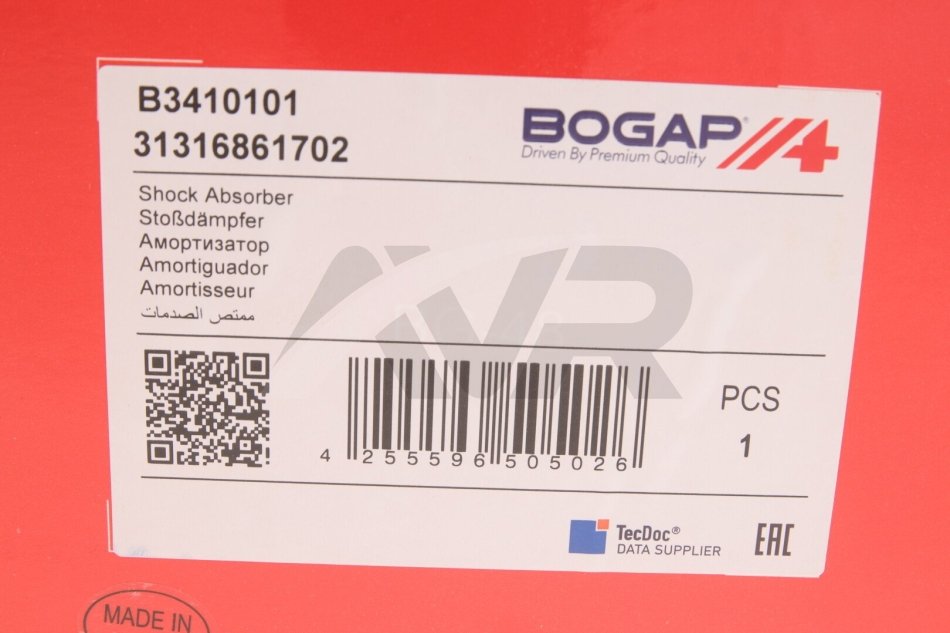 B3410101
31316861702
BOGAP
Driven By Premium Quality
Shock Absorber
Stoßdämpfer
Амортизатор
Amortiguador
Amortisseur
ممتص الصدمات
AVR
4 255596 505026
PCS
1
TecDoc®
DATA SUPPLIER
EAC
MADE IN